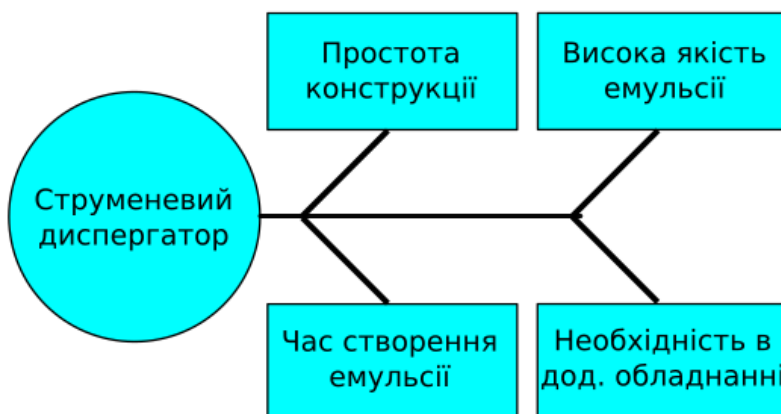 Простота
конструкції
Висока якість
емульсії
Струменевий
диспергатор
Час створення
емульсії
Необхідність в
дод. обладнанні